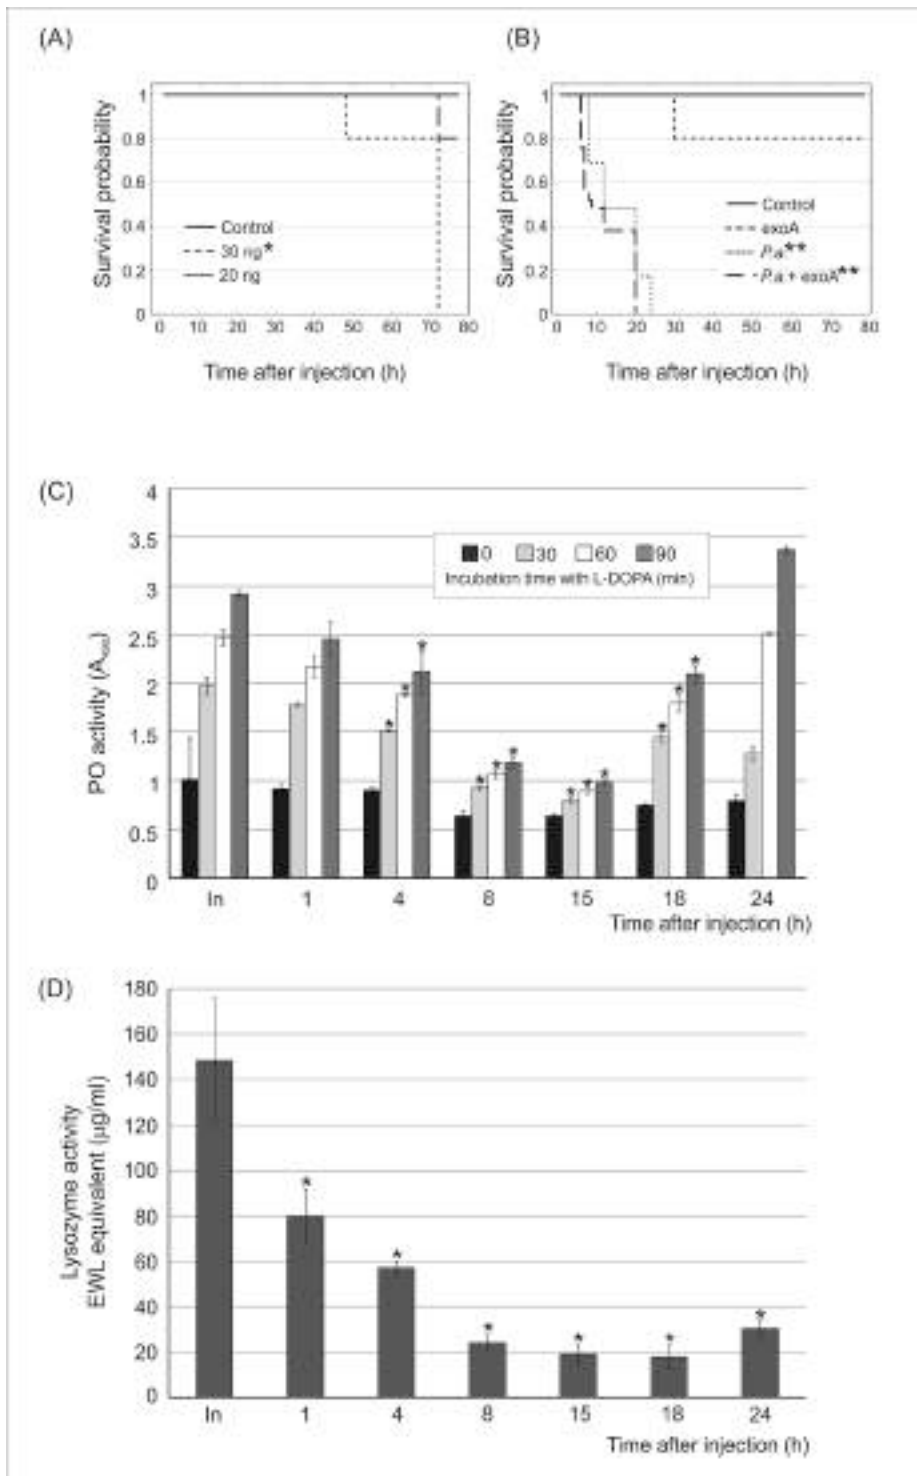 (A)
(B)
Survival probability
1
0.8
0.6
0.4
0.2
0
Control
30 ng*
20 ng
0 10 20 30 40 50 60 70 80
Time after injection (h)
Survival probability
1
0.8
0.6
0.4
0.2
0
Control
exoA
P.a**
P.a + exoA**
0 10 20 30 40 50 60 70 80
Time after injection (h)
(C)
PO activity
4
3.5
3
2.5
2
1.5
1
0.5
0
0 30 60 90
Incubation time with L-DOPA (min)
* * *
* * *
* * *
* * *
In 1 4 8 15 18 24
Time after injection (h)
(D)
Lysozyme activity
EWL equivalent (µg/ml)
180
160
140
120
100
80
60
40
20
0
* * * * * *
In 1 4 8 15 18 24
Time after injection (h)